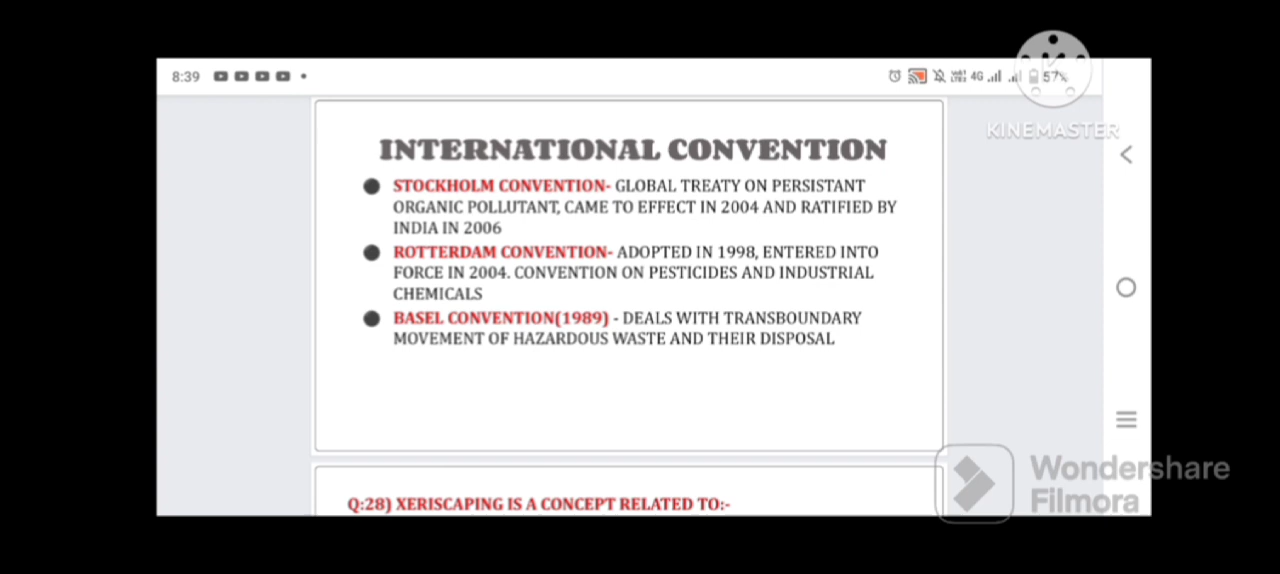 8:39
4G
57%
KINEMASTER
INTERNATIONAL CONVENTION
STOCKHOLM CONVENTION- GLOBAL TREATY ON PERSISTANT
ORGANIC POLLUTANT, CAME TO EFFECT IN 2004 AND RATIFIED BY
INDIA IN 2006
ROTTERDAM CONVENTION- ADOPTED IN 1998, ENTERED INTO
FORCE IN 2004. CONVENTION ON PESTICIDES AND INDUSTRIAL
CHEMICALS
BASEL CONVENTION(1989) - DEALS WITH TRANSBOUNDARY
MOVEMENT OF HAZARDOUS WASTE AND THEIR DISPOSAL
Wondershare
Filmora
Q:28) XERISCAPING IS A CONCEPT RELATED TO:-